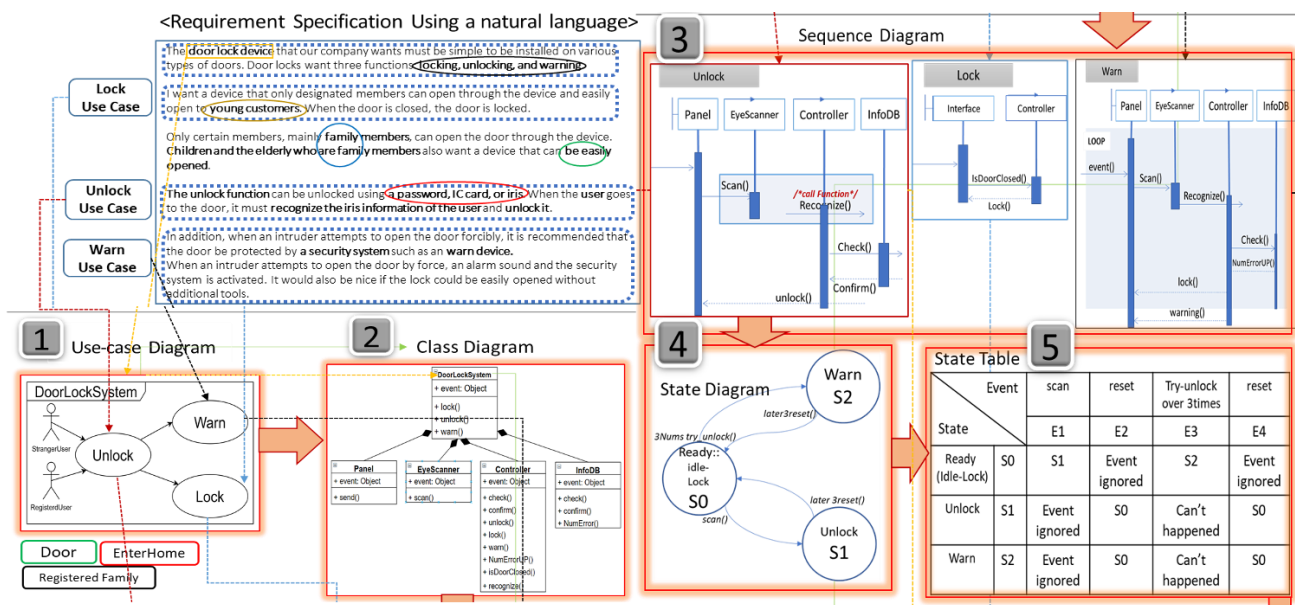 <Requirement Specification Using a natural language>
The door lock device that our company wants must be simple to be installed on various
types of doors. Door locks want three functions, locking, unlocking, and warning.
I want a device that only designated members can open through the device and easily
open to young customers. When the door is closed, the door is locked.
Only certain members, mainly family members, can open the door through the device.
Children and the elderly who are family members also want a device that can be easily
opened.
The unlock function can be unlocked using a password, IC card, or iris. When the user goes
to the door, it must recognize the iris information of the user and unlock it.
In addition, when an intruder attempts to open the door forcibly, it is recommended that
the door be protected by a security system such as an warn device.
When an intruder attempts to open the door by force, an alarm sound and the security
system is activated. It would also be nice if the lock could be easily opened without
additional tools.
Lock
Use Case
Unlock
Use Case
Warn
Use Case
1
Use-case Diagram
DoorLockSystem
StrangerUser
RegisterdUser
Unlock
Warn
Lock
Door
EnterHome
Registered Family
2
Class Diagram
DoorLockSystem
+ event: Object
+ lock()
+ unlock()
+ warn()
Panel
+ event: Object
+ send()
EyeScanner
+ event: Object
+ scan()
Controller
+ event: Object
+ check()
+ confirm()
+ unlock()
+ lock()
+ warn()
+ NumErrorUP()
+ isDoorClosed()
+ recognize()
InfoDB
+ event: Object
+ check()
+ confirm()
+ NumError()
3
Sequence Diagram
Unlock
Panel
EyeScanner
Controller
InfoDB
Scan()
/*call Function*/
Recognize()
Check()
Confirm()
unlock()
Lock
Interface
Controller
IsDoorClosed()
Lock()
Warn
Panel
EyeScanner
Controller
InfoDB
LOOP
event()
Scan()
Recognize()
Check()
NumErrorUP()
lock()
warning()
4
State Diagram
Warn
S2
later3reset()
3Nums try_unlock()
Ready::
idle-
Lock
S0
later 3reset()
scan()
Unlock
S1
5
State Table
Event
State
scan
reset
Try-unlock
over 3times
reset
E1
E2
E3
E4
Ready
(Idle-Lock)
S0
S1
Event
ignored
S2
Event
ignored
Unlock
S1
Event
ignored
S0
Can't
happened
S0
Warn
S2
Event
ignored
S0
Can't
happened
S0